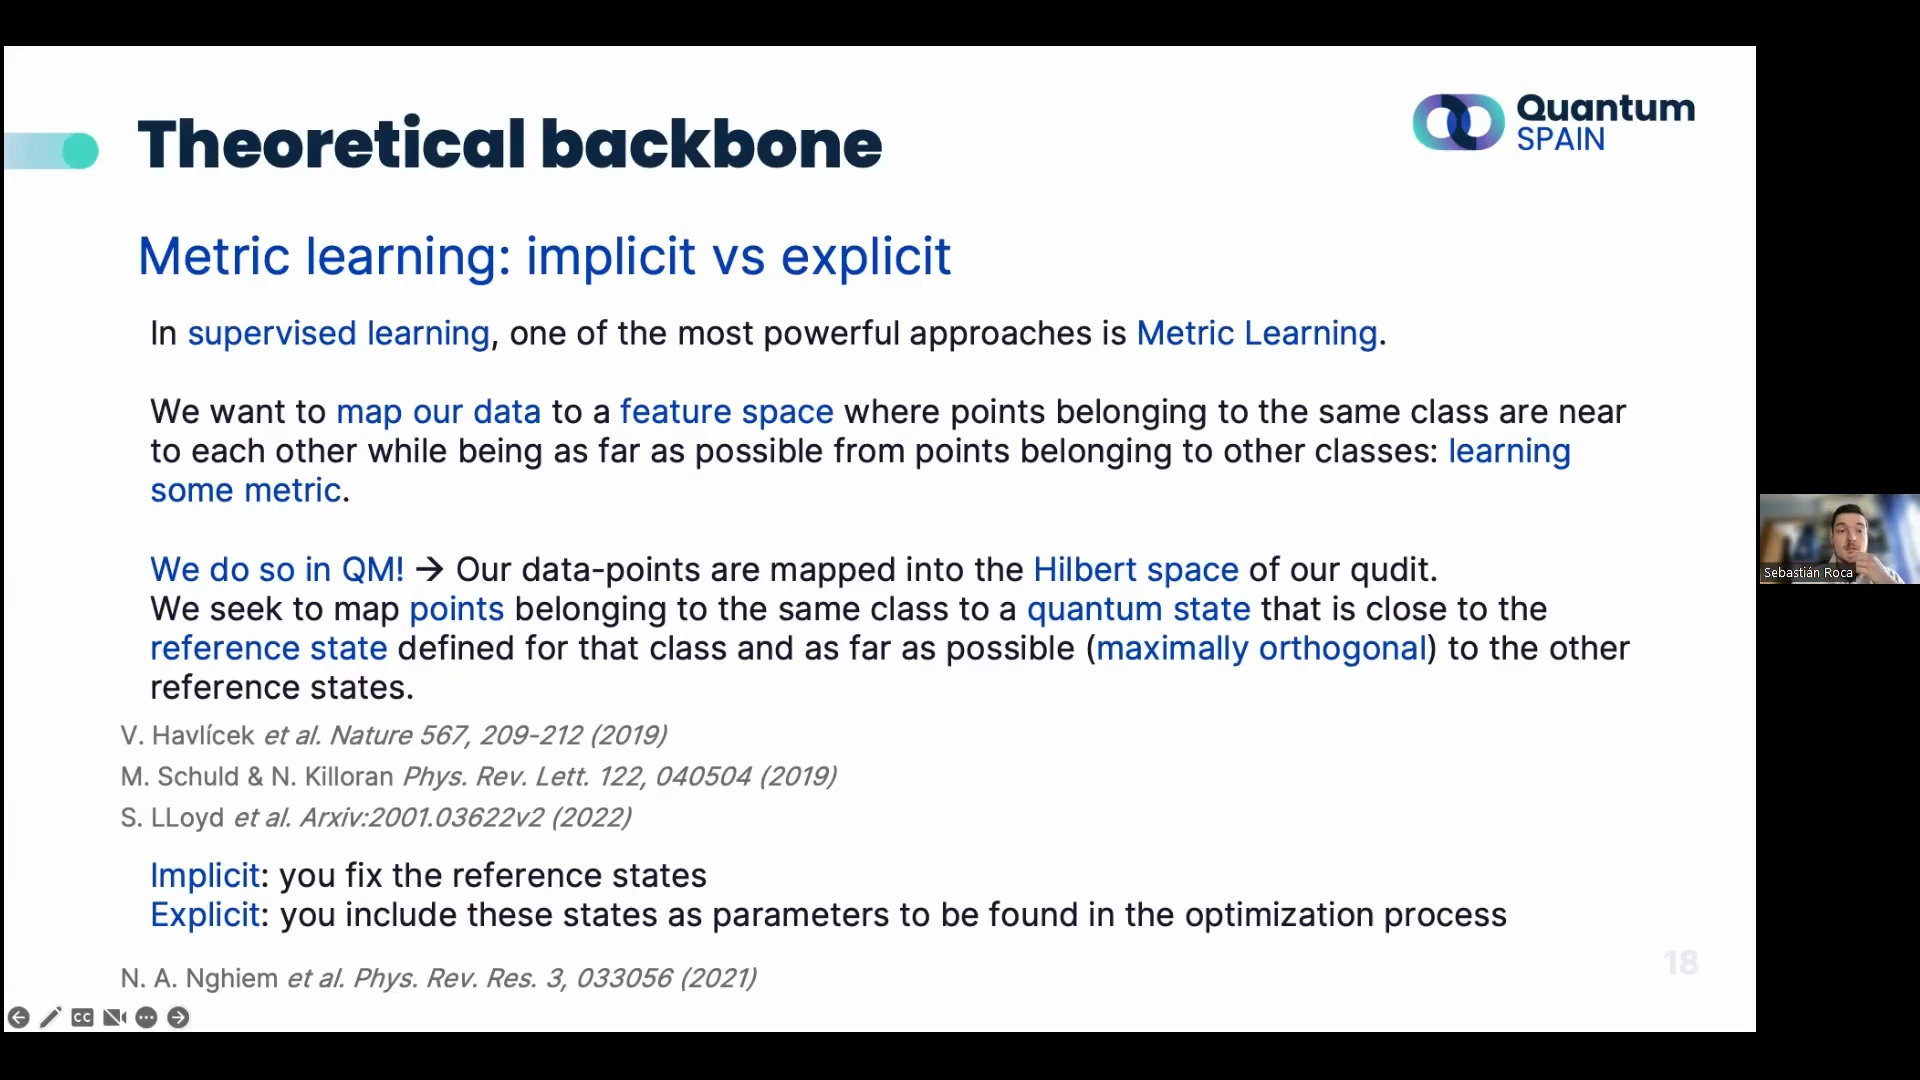 Theoretical backbone
Quantum
SPAIN
Metric learning: implicit vs explicit
In supervised learning, one of the most powerful approaches is Metric Learning.
We want to map our data to a feature space where points belonging to the same class are near
to each other while being as far as possible from points belonging to other classes: learning
some metric.
We do so in QM! → Our data-points are mapped into the Hilbert space of our qudit.
We seek to map points belonging to the same class to a quantum state that is close to the
reference state defined for that class and as far as possible (maximally orthogonal) to the other
reference states.
V. Havlícek et al. Nature 567, 209-212 (2019)
M. Schuld & N. Killoran Phys. Rev. Lett. 122, 040504 (2019)
S. LLoyd et al. Arxiv:2001.03622v2 (2022)
Implicit: you fix the reference states
Explicit: you include these states as parameters to be found in the optimization process
N. A. Nghiem et al. Phys. Rev. Res. 3, 033056 (2021)
18
CC
Sebastián Roca